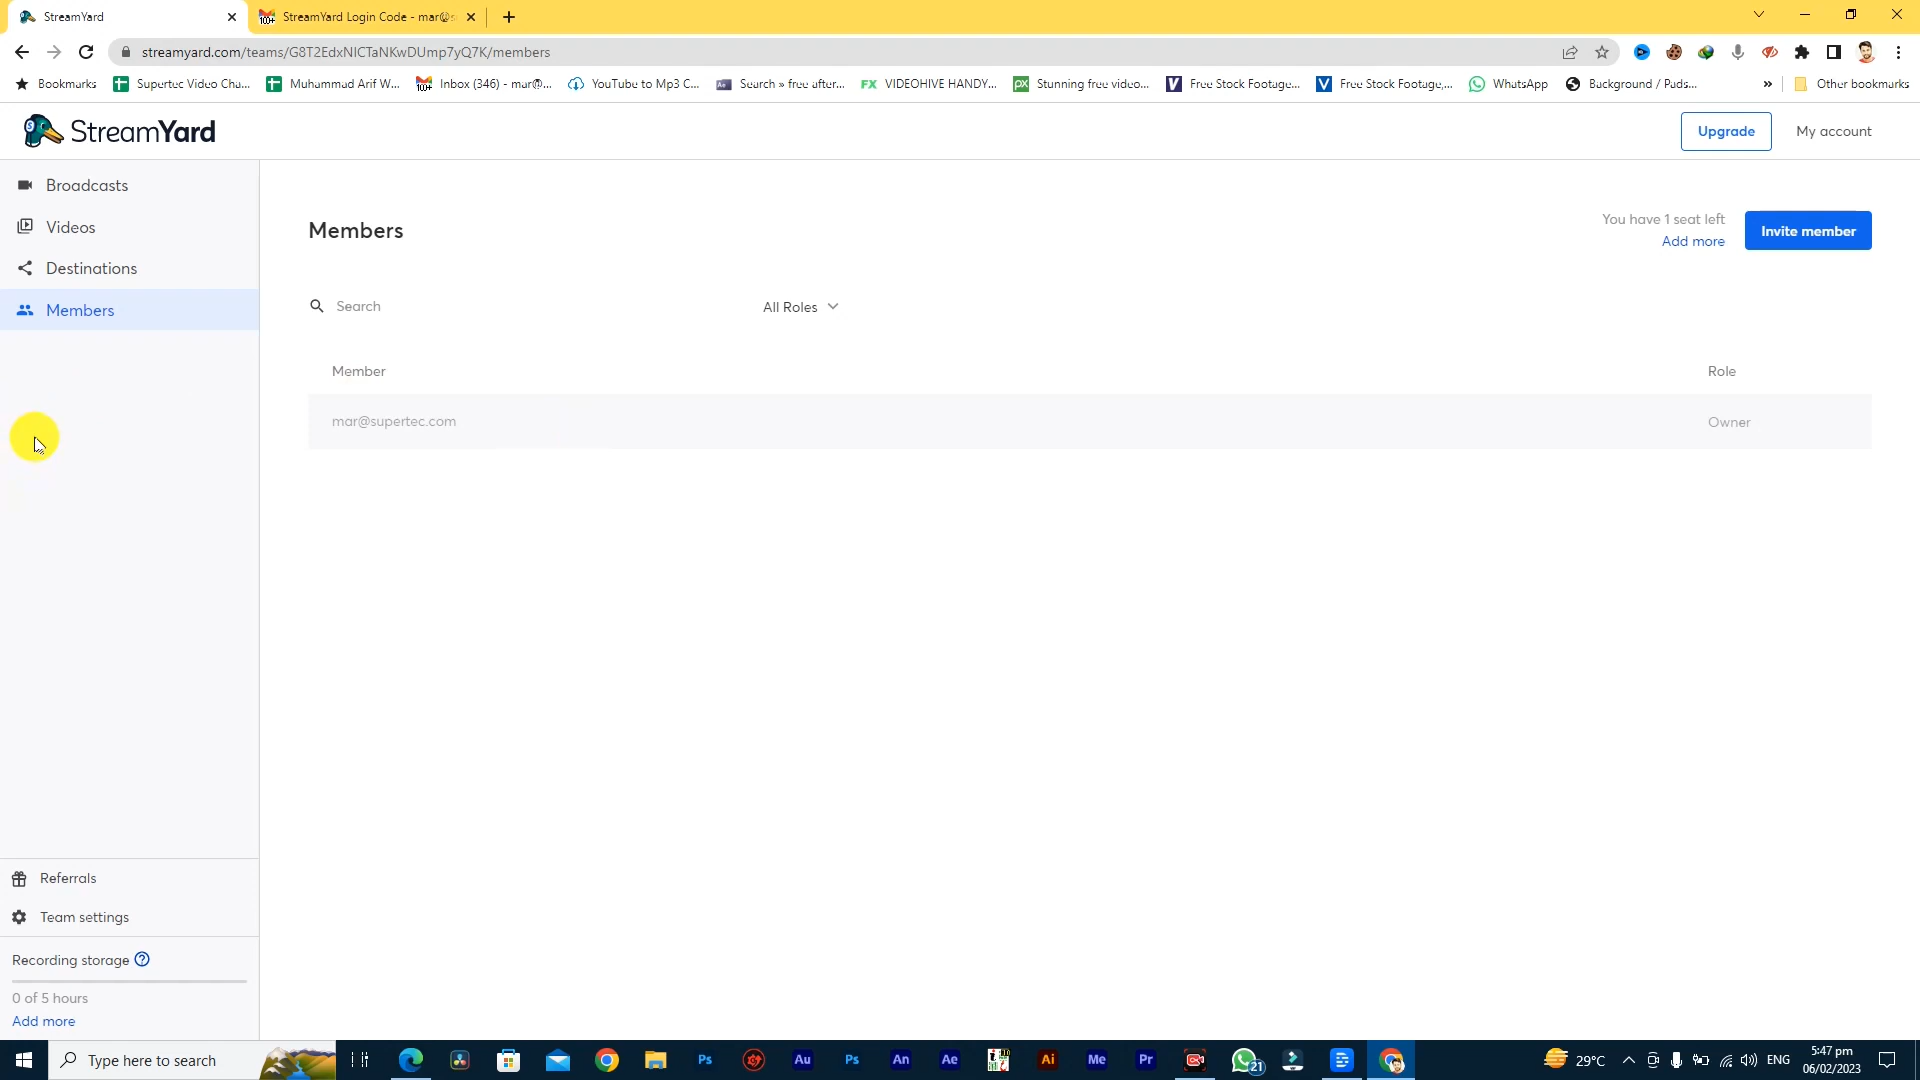 StreamYard
StreamYard Login Code - mar@s
streamyard.com/teams/G8T2EdxNlCTaNKwDUmp7yQ7K/members
Bookmarks
Supertec Video Cha...
Muhammad Arif W...
Inbox (346) - mar@...
YouTube to Mp3 C...
Search » free after...
VIDEOHIVE HANDY...
Stunning free video...
Free Stock Footage...
Free Stock Footage,...
WhatsApp
Background / Pads...
»
Other bookmarks
StreamYard
Upgrade
My account
Broadcasts
Videos
Destinations
Members
Members
You have 1 seat left
Add more
Invite member
Search
All Roles
Member
Role
mar@supertec.com
Owner
Referrals
Team settings
Recording storage
0 of 5 hours
Add more
Type here to search
Ps
Au
Ps
An
Ae
Ai
Me
Pr
21
29°C
ENG
5:47 pm
06/02/2023